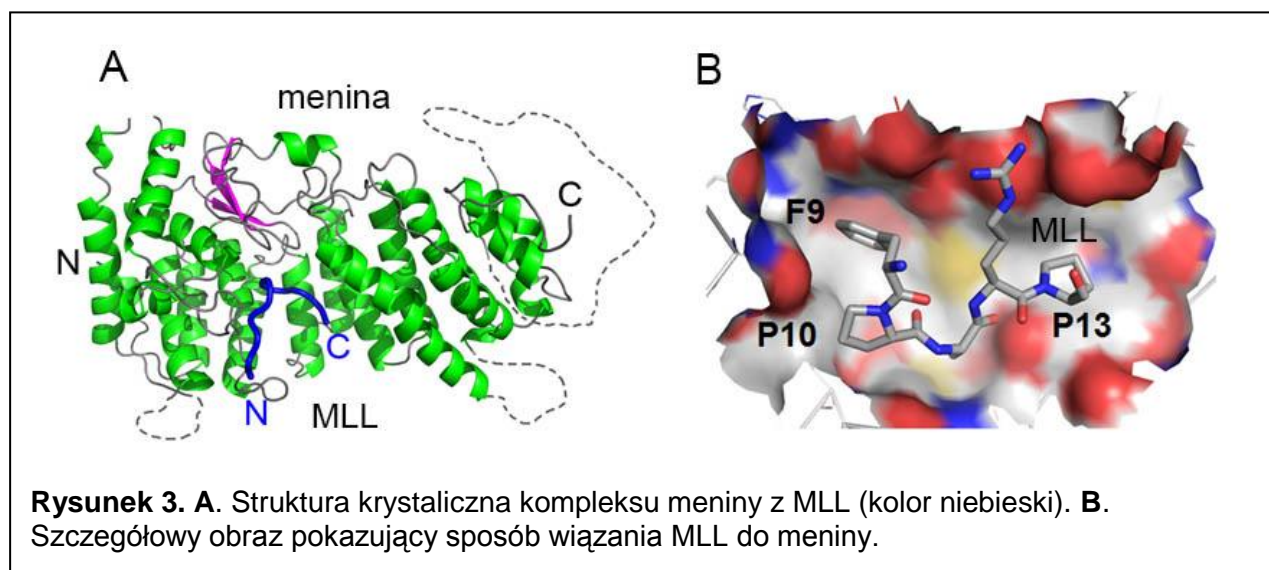 A
menina
C
N
C
N
MLL
B
F9
MLL
P10
P13
Rysunek 3. A. Struktura krystaliczna kompleksu meniny z MLL (kolor niebieski). B.
Szczegółowy obraz pokazujący sposób wiązania MLL do meniny.